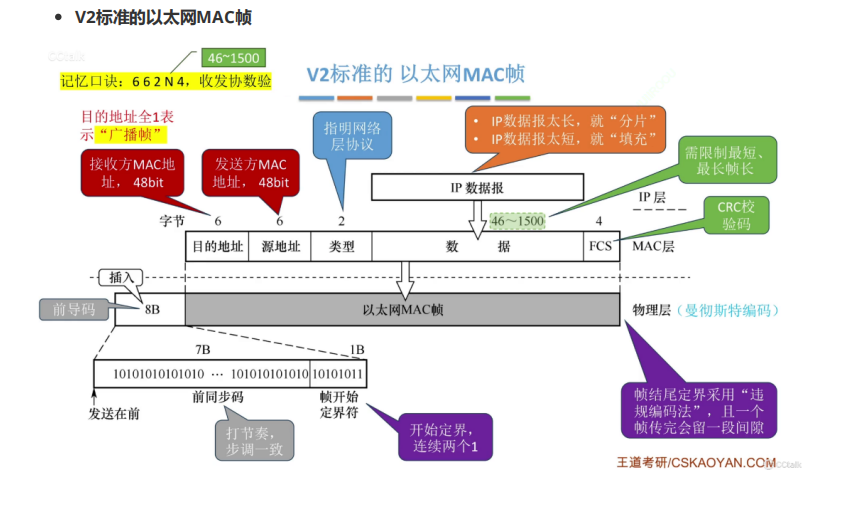 • V2标准的以太网MAC帧
CCtalk
46~1500
V2标准的 以太网MAC帧
记忆口诀：6 6 2 N 4，收发协数验
目的地址全1表
示“广播帧”
指明网络
层协议
• IP数据报太长，就“分片”
• IP数据报太短，就“填充”
接收方MAC地
址， 48bit
发送方MAC
地址， 48bit
需限制最短、
最长帧长
IP 数据报
IP 层
CRC校
验码
字节 6 6 2 46～1500 4
目的地址 源地址 类型 数 据 FCS MAC层
插入
前导码 8B 以太网MAC帧 物理层（曼彻斯特编码）
7B 1B
10101010101010 ··· 101010101010 10101011
发送在前 前同步码 帧开始
定界符
打节奏，
步调一致
开始定界，
连续两个1
帧结尾定界采用“违
规编码法”，且一个
帧传完会留一段间隙
王道考研/CSKAOYAN.COM
CCtalk